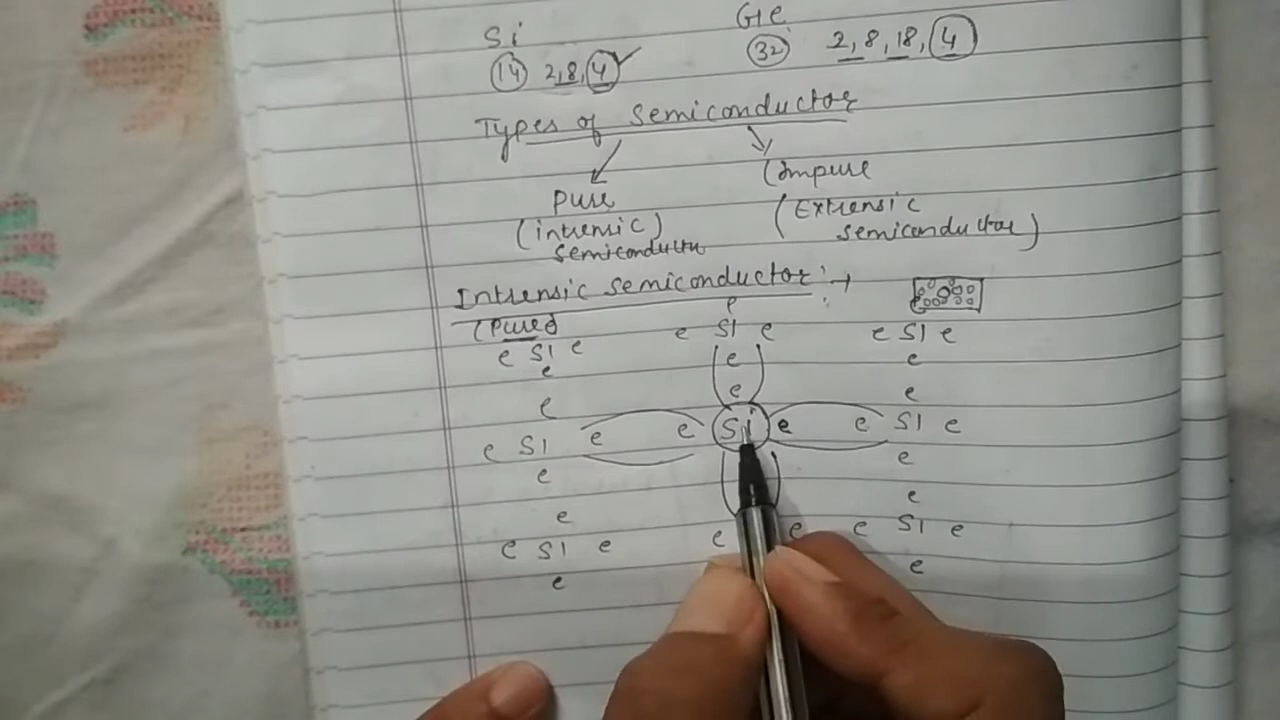 Si Ge
14 2,8,4 32 2,8,18,4
Types of semiconductor
Pure Impure
(intrensic) (Extrensic
semiconductor semiconductor)
Intrensic semiconductor:→
(Pure)
e
e Si e e Si e e Si e
e e e
e e e
e Si e e Si e e Si e
e e
e e
e Si e e e e Si e
e e